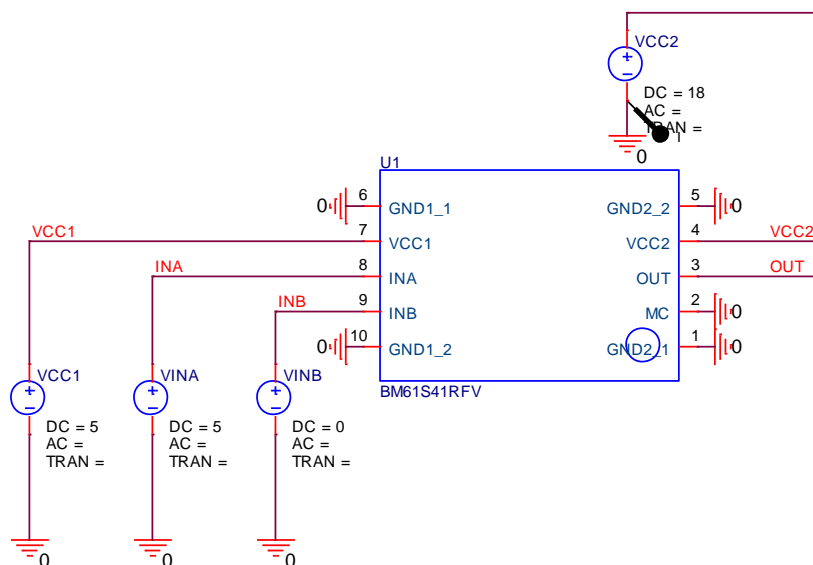 VCC2
DC = 18
AC =
TRAN =
I
0
U1
0
6
GND1_1
GND2_2
5
0
VCC1
7
VCC1
VCC2
4
VCC2
INA
8
INA
OUT
3
OUT
INB
9
INB
MC
2
0
0
10
GND1_2
GND2_1
1
0
BM61S41RFV
VCC1
DC = 5
AC =
TRAN =
VINA
DC = 5
AC =
TRAN =
VINB
DC = 0
AC =
TRAN =
0
0
0